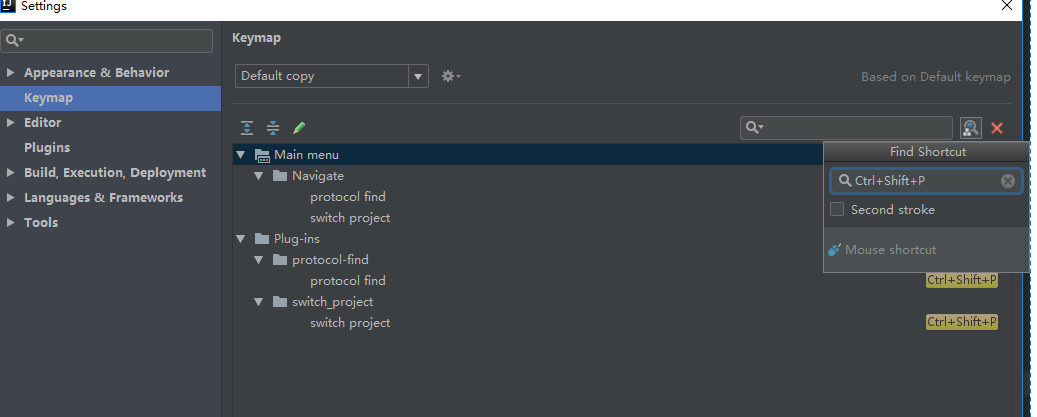 Settings
Keymap
Default copy
Based on Default keymap
Appearance & Behavior
Keymap
Editor
Plugins
Build, Execution, Deployment
Languages & Frameworks
Tools
Main menu
Navigate
protocol find
switch project
Plug-ins
protocol-find
protocol find
Ctrl+Shift+P
switch_project
switch project
Ctrl+Shift+P
Find Shortcut
Ctrl+Shift+P
Second stroke
Mouse shortcut